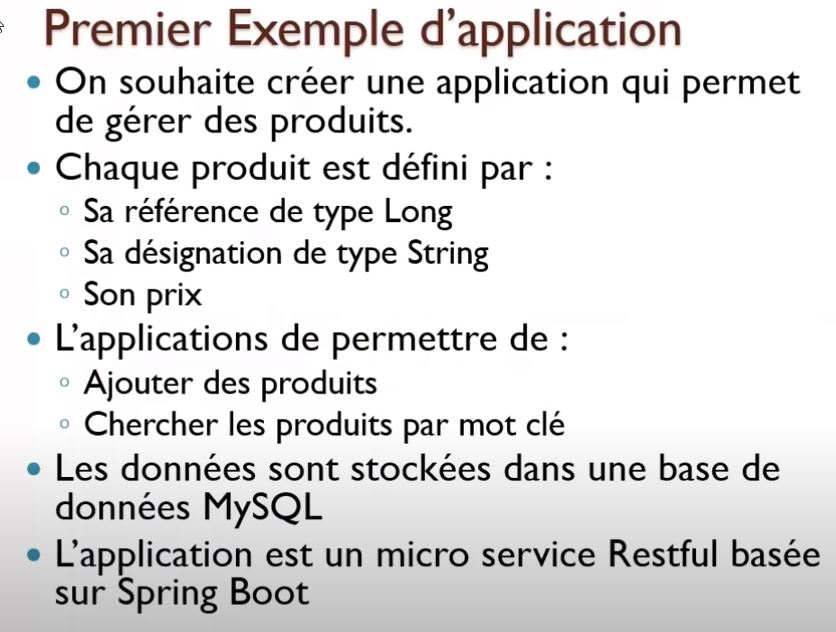 Premier Exemple d'application
• On souhaite créer une application qui permet
de gérer des produits.
• Chaque produit est défini par :
◦ Sa référence de type Long
◦ Sa désignation de type String
◦ Son prix
• L'applications de permettre de :
◦ Ajouter des produits
◦ Chercher les produits par mot clé
• Les données sont stockées dans une base de
données MySQL
• L'application est un micro service Restful basée
sur Spring Boot